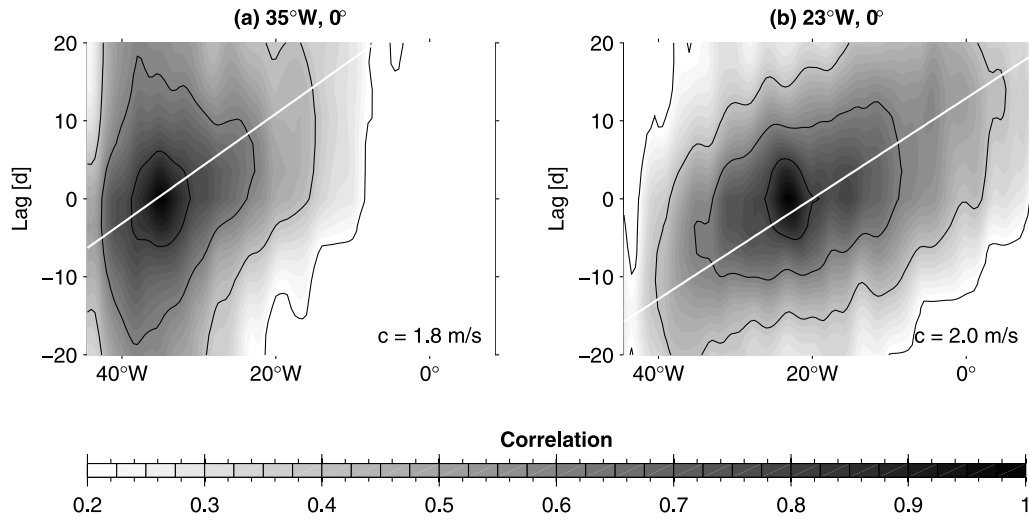 (a) 35°W, 0°
(b) 23°W, 0°
Lag [d]
20
10
0
−10
−20
c = 1.8 m/s
40°W 20°W 0°
Lag [d]
20
10
0
−10
−20
c = 2.0 m/s
40°W 20°W 0°
Correlation
0.2 0.3 0.4 0.5 0.6 0.7 0.8 0.9 1